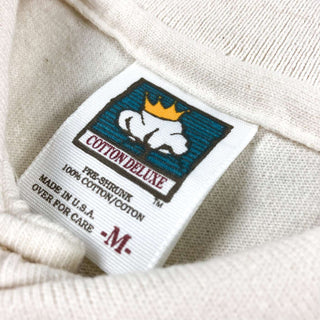 COTTON DELUXE
TM
PRE-SHRUNK
100% COTTON/COTON
MADE IN U.S.A.
OVER FOR CARE
-M-